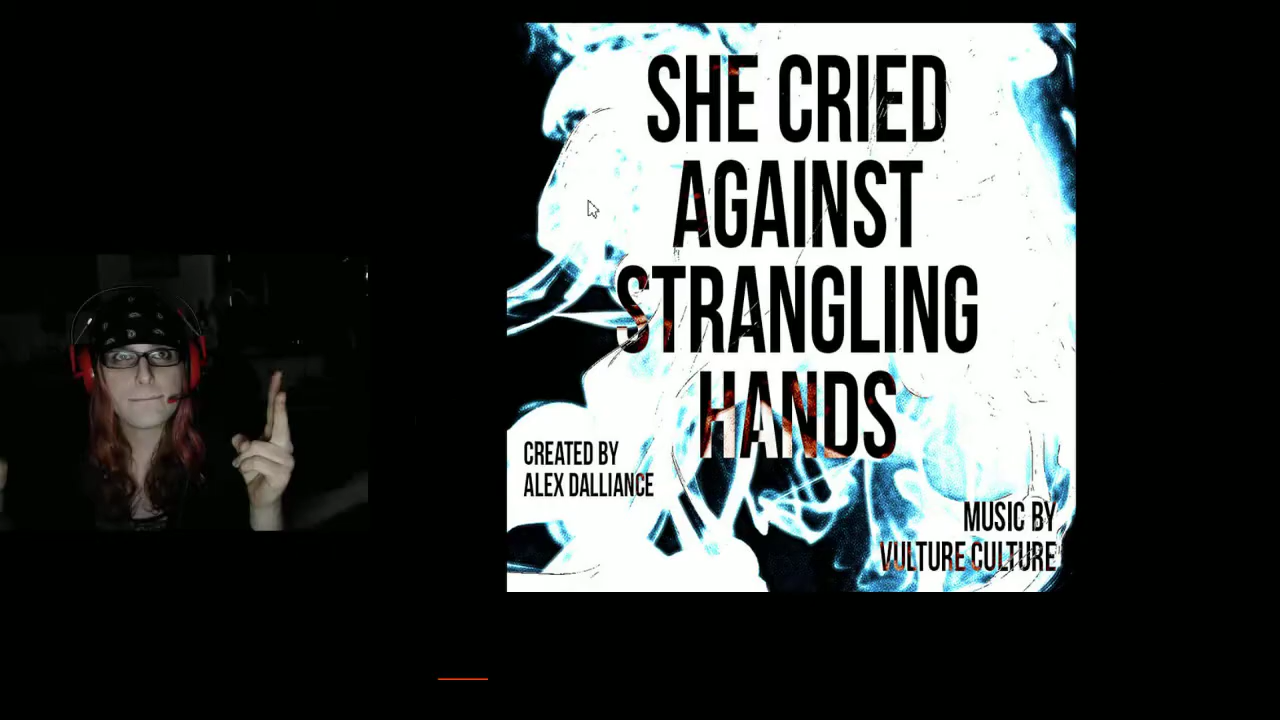 SHE CRIED
AGAINST
STRANGLING
HANDS
CREATED BY
ALEX DALLIANCE
MUSIC BY
VULTURE CULTURE